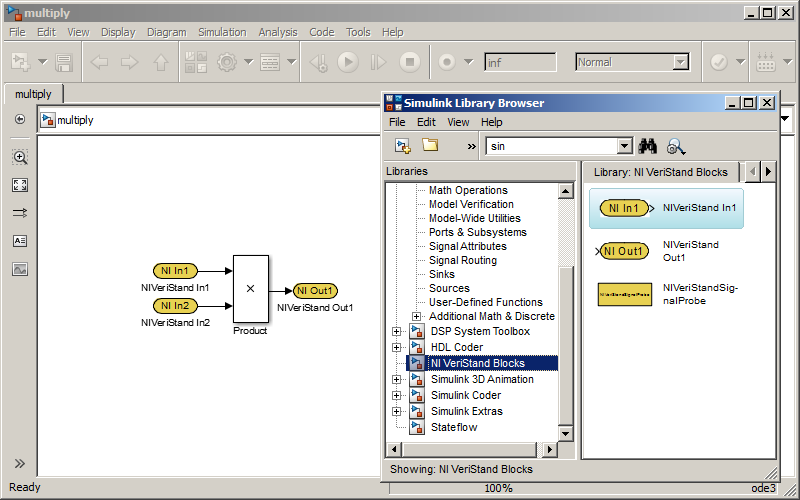 multiply
File Edit View Display Diagram Simulation Analysis Code Tools Help
inf
Normal
multiply
multiply
NI In1
NIVeriStand In1
NI In2
NIVeriStand In2
×
Product
NI Out1
NIVeriStand Out1
Ready
100%
ode3
Simulink Library Browser
File Edit View Help
» sin
Libraries
Math Operations
Model Verification
Model-Wide Utilities
Ports & Subsystems
Signal Attributes
Signal Routing
Sinks
Sources
User-Defined Functions
Additional Math & Discrete
DSP System Toolbox
HDL Coder
NI VeriStand Blocks
Simulink 3D Animation
Simulink Coder
Simulink Extras
Stateflow
Library: NI VeriStand Blocks
NI In1
NIVeriStand In1
NI Out1
NIVeriStand
Out1
NIVeriStandSignalProbe
NIVeriStandSig-
nalProbe
Showing: NI VeriStand Blocks